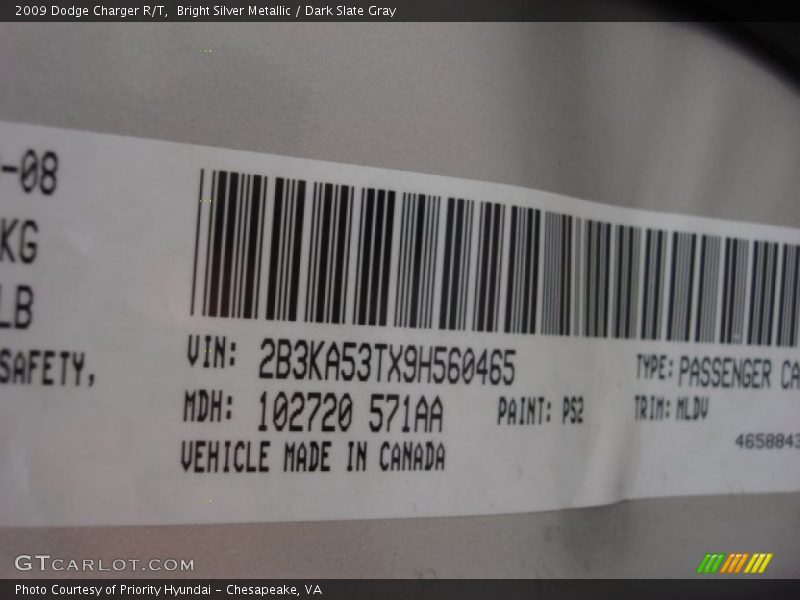 2009 Dodge Charger R/T,  Bright Silver Metallic / Dark Slate Gray
-08
KG
LB
SAFETY,
VIN: 2B3KA53TX9H560465
TYPE: PASSENGER CA
MDH: 102720 571AA
PAINT: PS2
TRIM: MLDV
VEHICLE MADE IN CANADA
4658843
GTCARLOT.COM
Photo Courtesy of Priority Hyundai - Chesapeake, VA